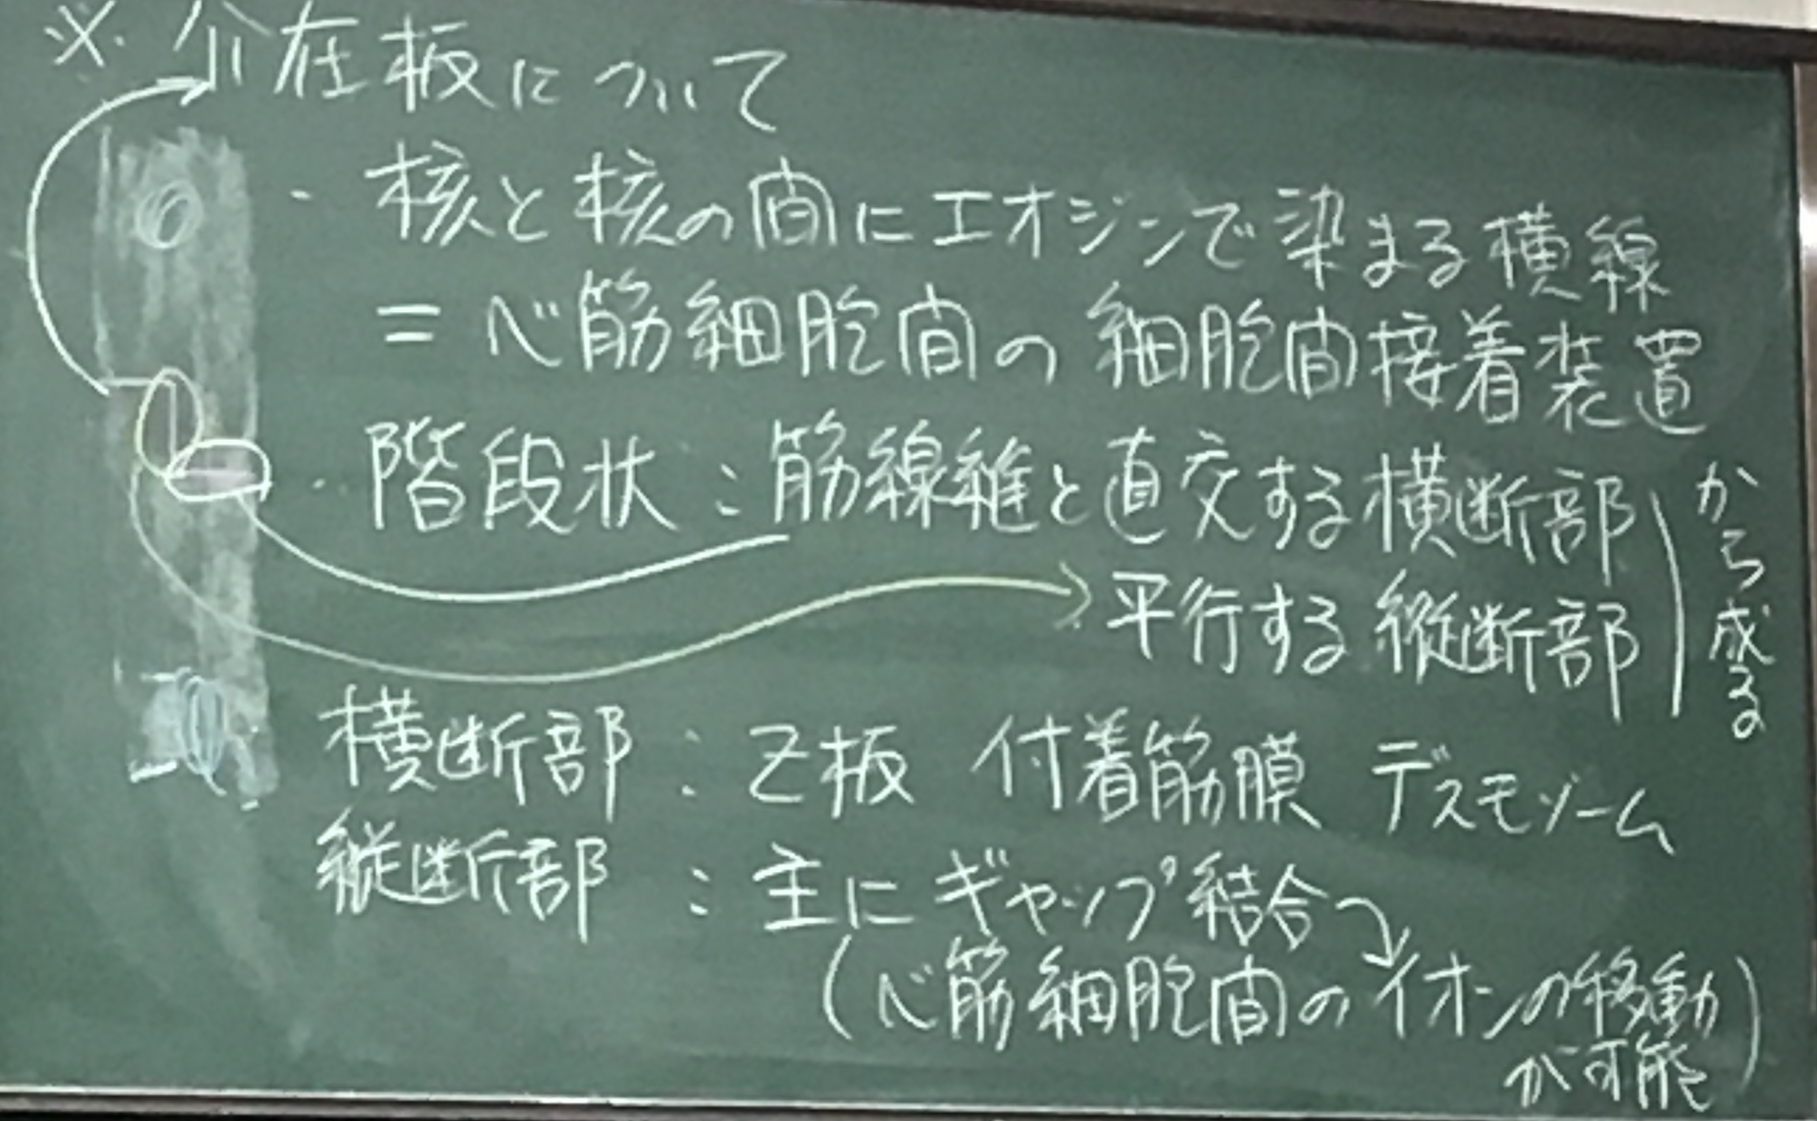 ※ 介在板について
・核と核の間にエオジンで染まる横線
=心筋細胞間の細胞間接着装置
・階段状:筋線維と直交する横断部
平行する縦断部
から成る
横断部:Z板 付着筋膜 デスモゾーム
縦断部:主にギャップ結合
(心筋細胞間のイオンの移動
が可能)